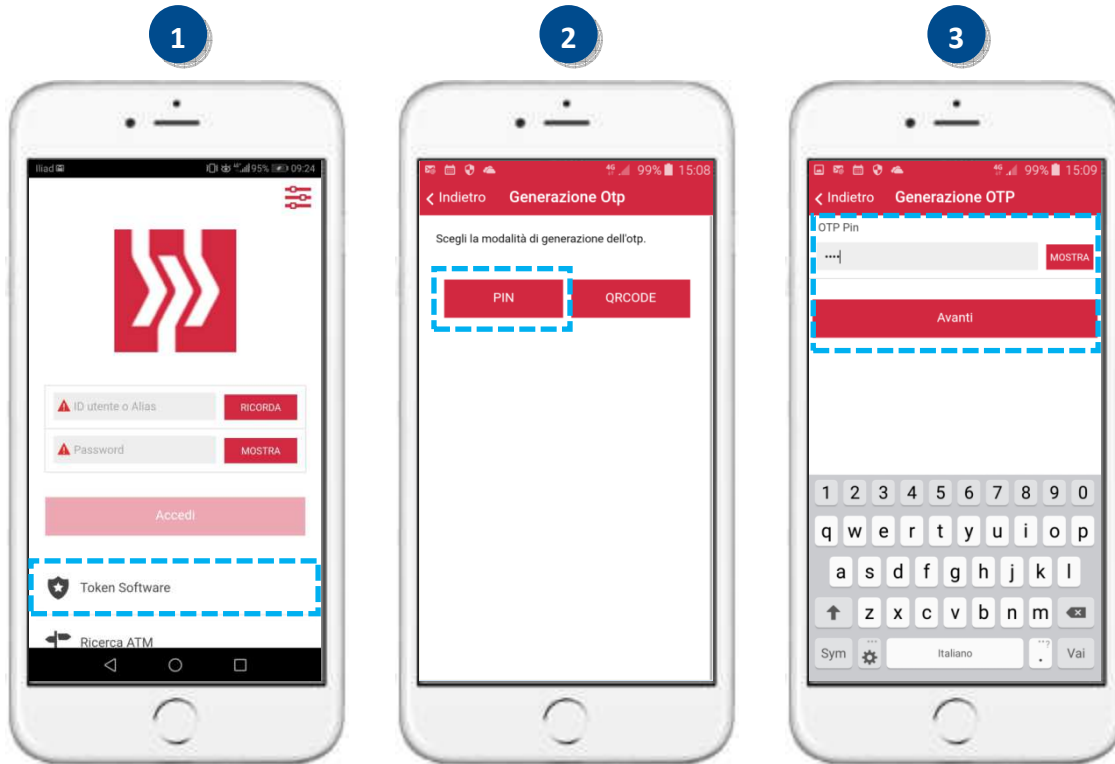 1
2
3
Iliad 95% 09:24
ID utente o Alias RICORDA
Password MOSTRA
Accedi
Token Software
Ricerca ATM
4G 99% 15:08
Indietro Generazione Otp
Scegli la modalità di generazione dell'otp.
PIN QRCODE
4G 99% 15:09
Indietro Generazione OTP
OTP Pin
•••• MOSTRA
Avanti
1 2 3 4 5 6 7 8 9 0
q w e r t y u i o p
a s d f g h j k l
z x c v b n m
Sym Italiano . Vai